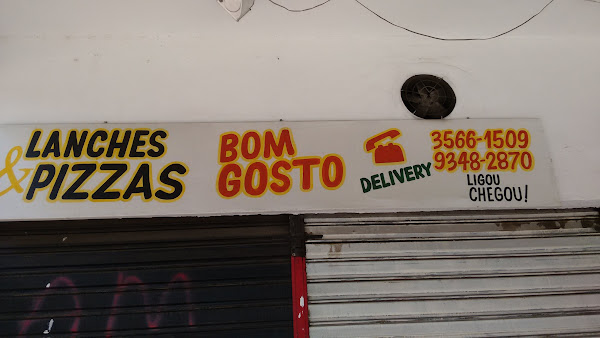 LANCHES
& PIZZAS
BOM
GOSTO
DELIVERY
3566-1509
9348-2870
LIGOU
CHEGOU!